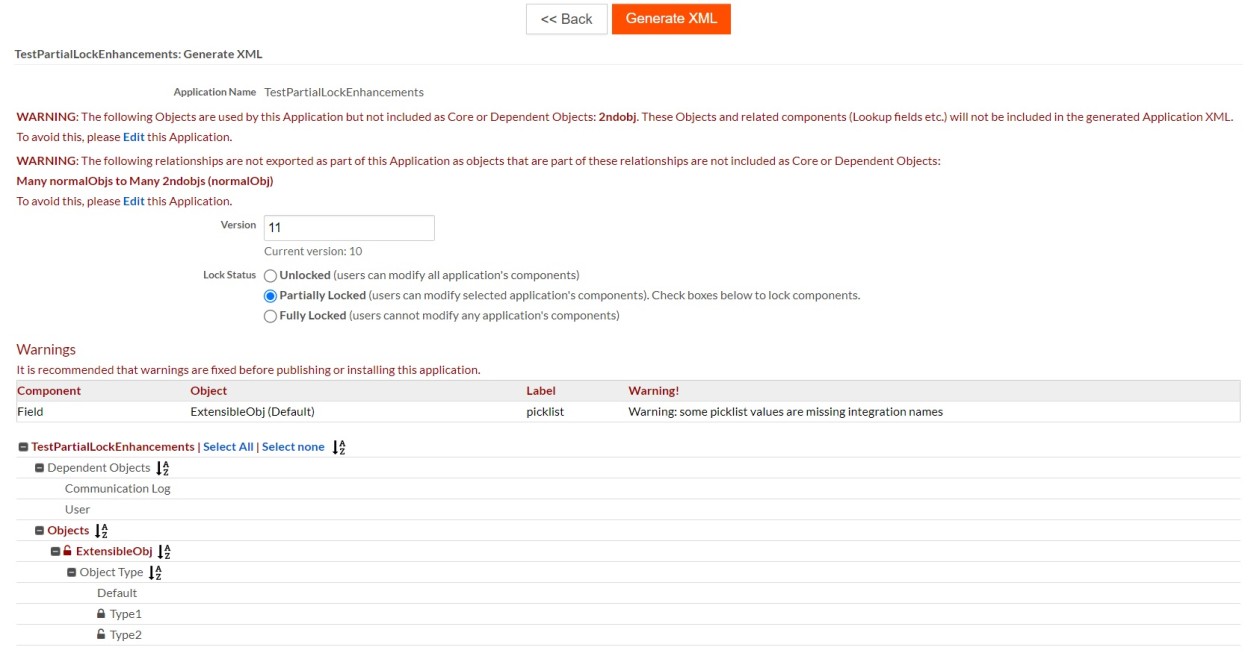 << Back Generate XML
TestPartialLockEnhancements: Generate XML
Application Name TestPartialLockEnhancements
WARNING: The following Objects are used by this Application but not included as Core or Dependent Objects: 2ndobj. These Objects and related components (Lookup fields etc.) will not be included in the generated Application XML.
To avoid this, please Edit this Application.
WARNING: The following relationships are not exported as part of this Application as objects that are part of these relationships are not included as Core or Dependent Objects:
Many normalObjs to Many 2ndobjs (normalObj)
To avoid this, please Edit this Application.
Version 11
Current version: 10
Lock Status Unlocked (users can modify all application's components)
Partially Locked (users can modify selected application's components). Check boxes below to lock components.
Fully Locked (users cannot modify any application's components)
Warnings
It is recommended that warnings are fixed before publishing or installing this application.
Component Object Label Warning!
Field ExtensibleObj (Default) picklist Warning: some picklist values are missing integration names
TestPartialLockEnhancements | Select All | Select none
Dependent Objects
Communication Log
User
Objects
ExtensibleObj
Object Type
Default
Type1
Type2